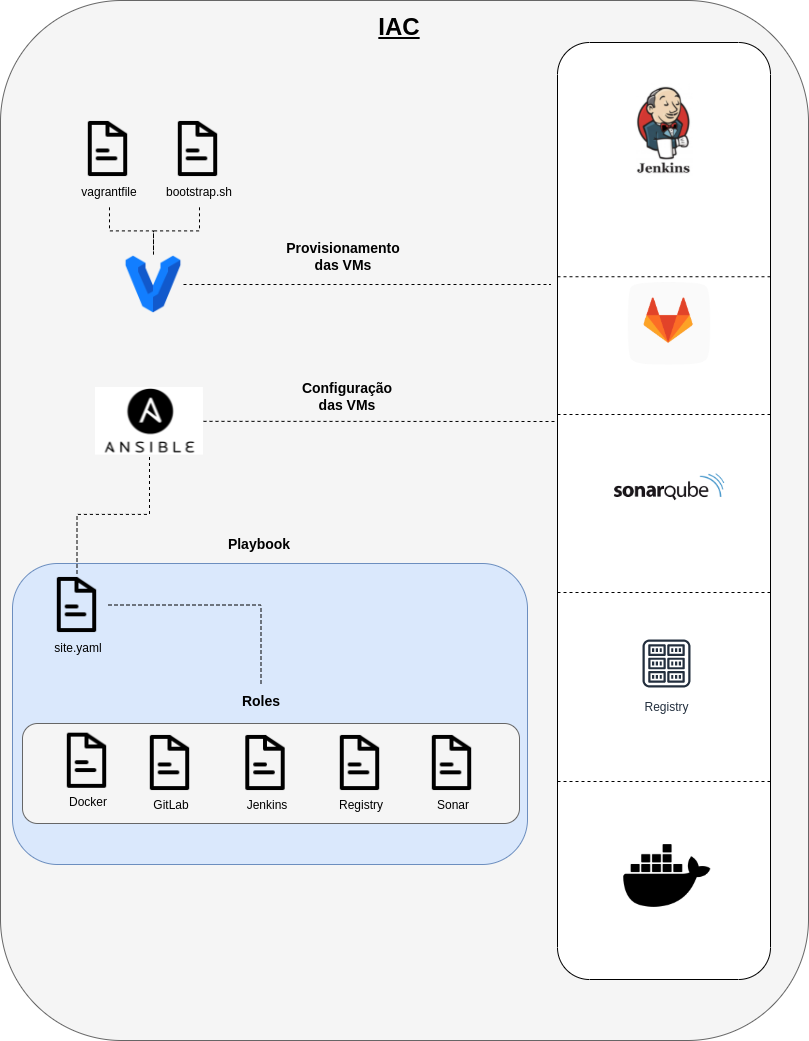 IAC
Jenkins
vagrantfile
bootstrap.sh
Provisionamento
das VMs
Configuração
das VMs
ANSIBLE
sonarqube
Playbook
site.yaml
Registry
Roles
Docker
GitLab
Jenkins
Registry
Sonar